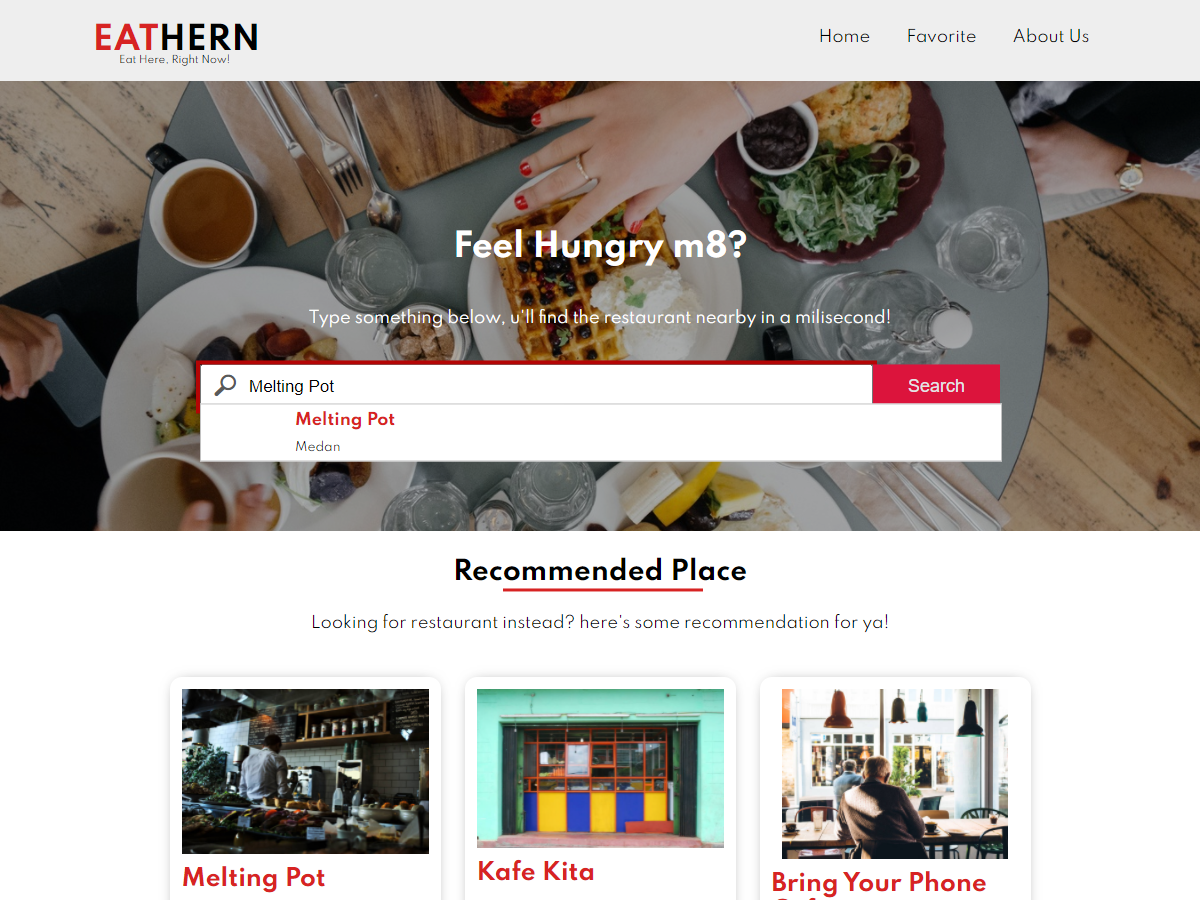 EATHERN
Eat Here, Right Now!
Home
Favorite
About Us
Feel Hungry m8?
Type something below, u'll find the restaurant nearby in a milisecond!
Melting Pot
Search
Melting Pot
Medan
Recommended Place
Looking for restaurant instead? here's some recommendation for ya!
Melting Pot
Kafe Kita
Bring Your Phone